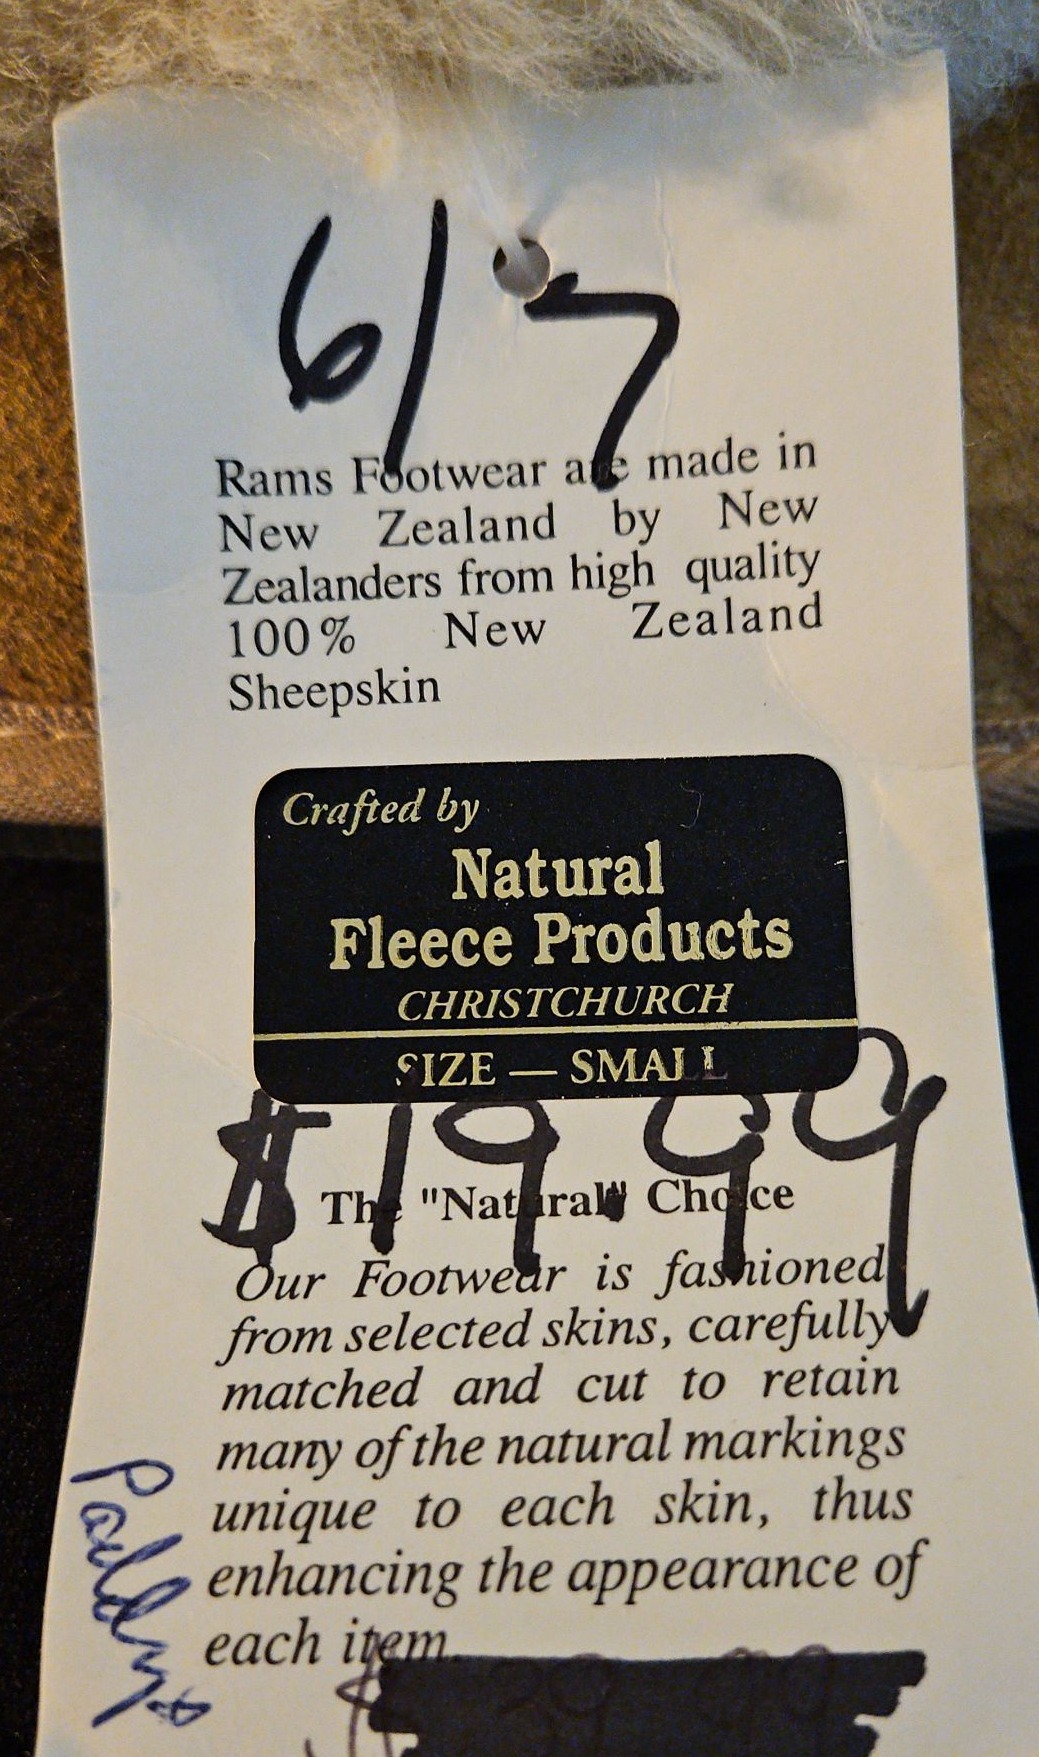 6/7
Rams Footwear are made in
New Zealand by New
Zealanders from high quality
100% New Zealand
Sheepskin
Crafted by
Natural
Fleece Products
CHRISTCHURCH
SIZE — SMALL
$19 99
The "Natural" Choice
Our Footwear is fashioned
from selected skins, carefully
matched and cut to retain
many of the natural markings
unique to each skin, thus
enhancing the appearance of
each item.